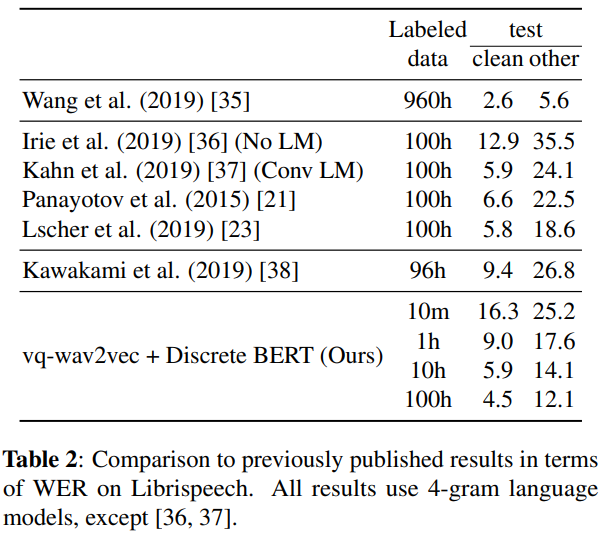 Labeled test
data clean other
Wang et al. (2019) [35] 960h 2.6 5.6
Irie et al. (2019) [36] (No LM) 100h 12.9 35.5
Kahn et al. (2019) [37] (Conv LM) 100h 5.9 24.1
Panayotov et al. (2015) [21] 100h 6.6 22.5
Lscher et al. (2019) [23] 100h 5.8 18.6
Kawakami et al. (2019) [38] 96h 9.4 26.8
vq-wav2vec + Discrete BERT (Ours)
10m 16.3 25.2
1h 9.0 17.6
10h 5.9 14.1
100h 4.5 12.1
Table 2: Comparison to previously published results in terms
of WER on Librispeech. All results use 4-gram language
models, except [36, 37].